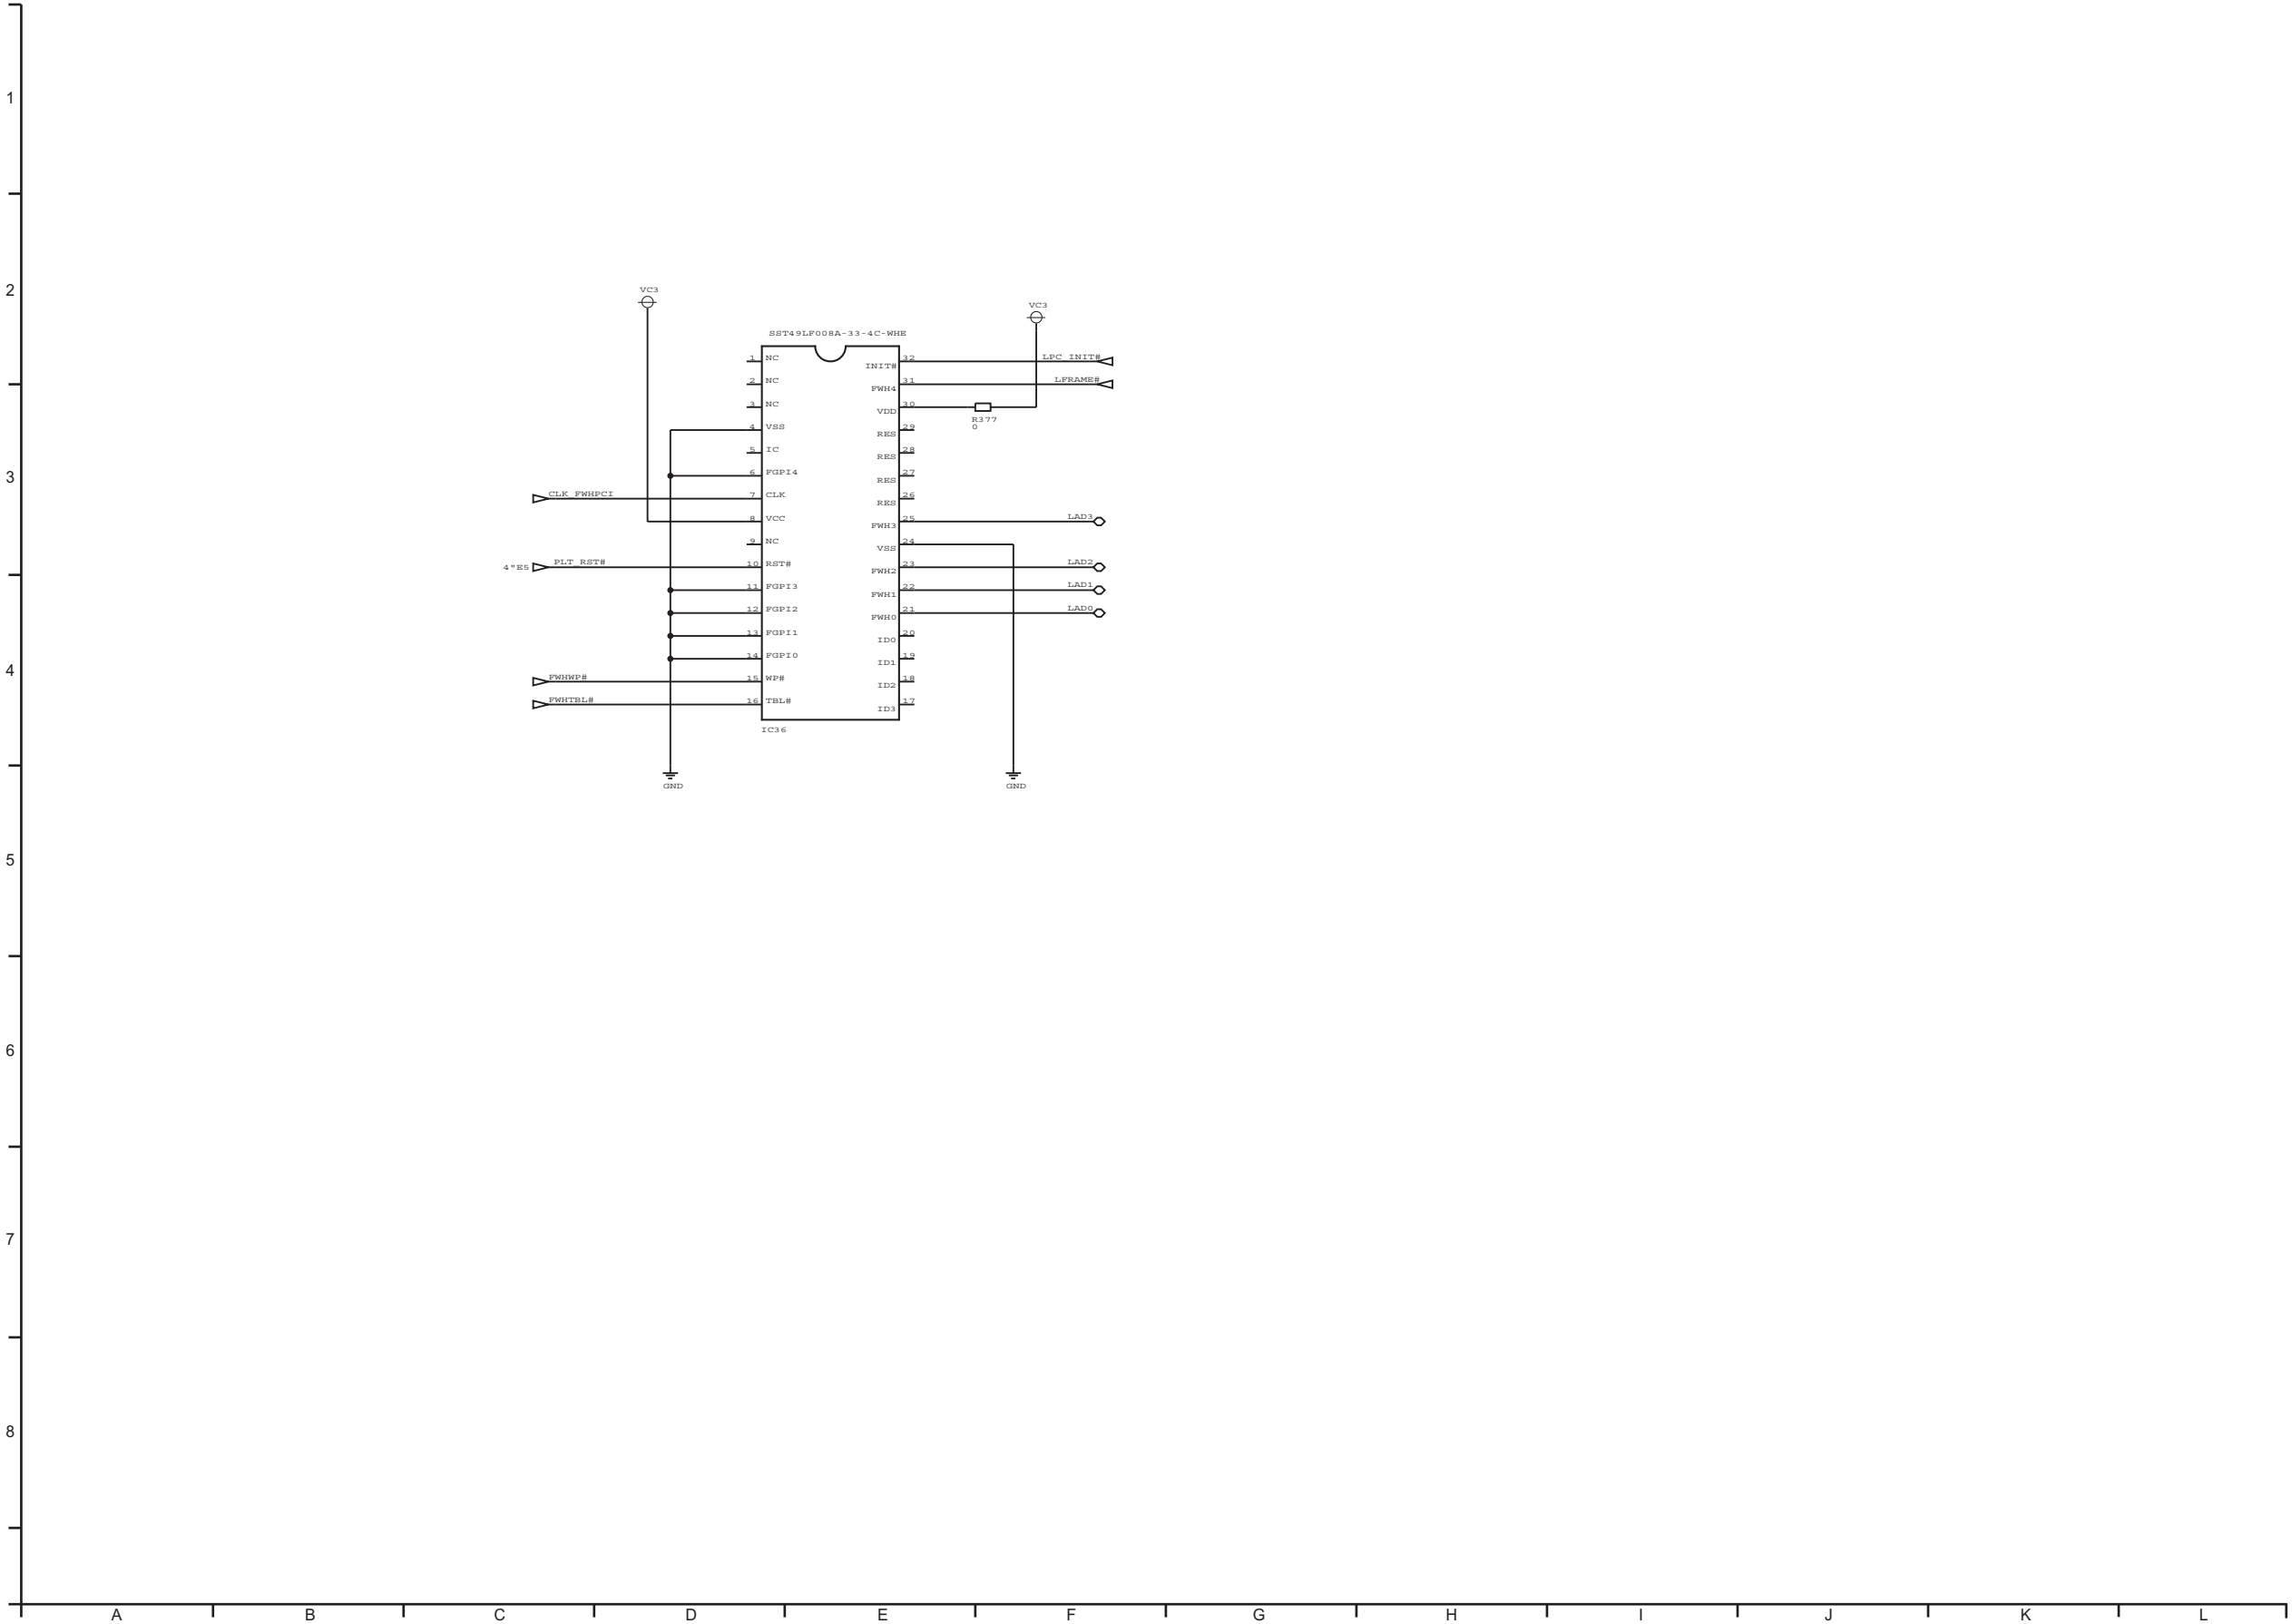 1
2
VC3
VC3
SST49LF008A-33-4C-WHE
1 NC
INIT# 32 LPC_INIT#
2 NC
FWH4 31 LFRAME#
3 NC
VDD 30
R377
0
4 VSS
RES 29
5 IC
RES 28
3
6 FGPI4
RES 27
CLK_FWHPCI 7 CLK
RES 26
8 VCC
FWH3 25 LAD3
9 NC
VSS 24
4"E5 PLT_RST# 10 RST#
FWH2 23 LAD2
11 FGPI3
FWH1 22 LAD1
12 FGPI2
FWH0 21 LAD0
13 FGPI1
ID0 20
14 FGPI0
ID1 19
4
FWHWP# 15 WP#
ID2 18
FWHTBL# 16 TBL#
ID3 17
IC36
GND
GND
5
6
7
8
A B C D E F G H I J K L